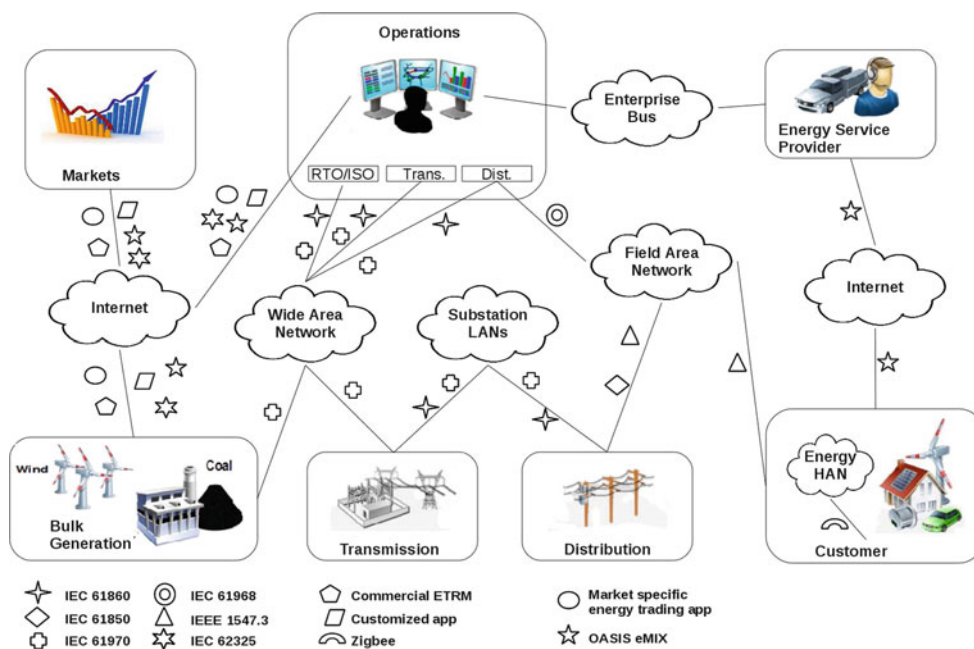 Operations
Markets
RTO/ISO
Trans.
Dist.
Enterprise
Bus
Energy Service
Provider
Internet
Wide Area
Network
Substation
LANs
Field Area
Network
Internet
Wind
Coal
Bulk
Generation
Transmission
Distribution
Energy
HAN
Customer
IEC 61860
IEC 61968
Commercial ETRM
Market specific
energy trading app
IEC 61850
IEEE 1547.3
Customized app
IEC 61970
IEC 62325
Zigbee
OASIS eMIX